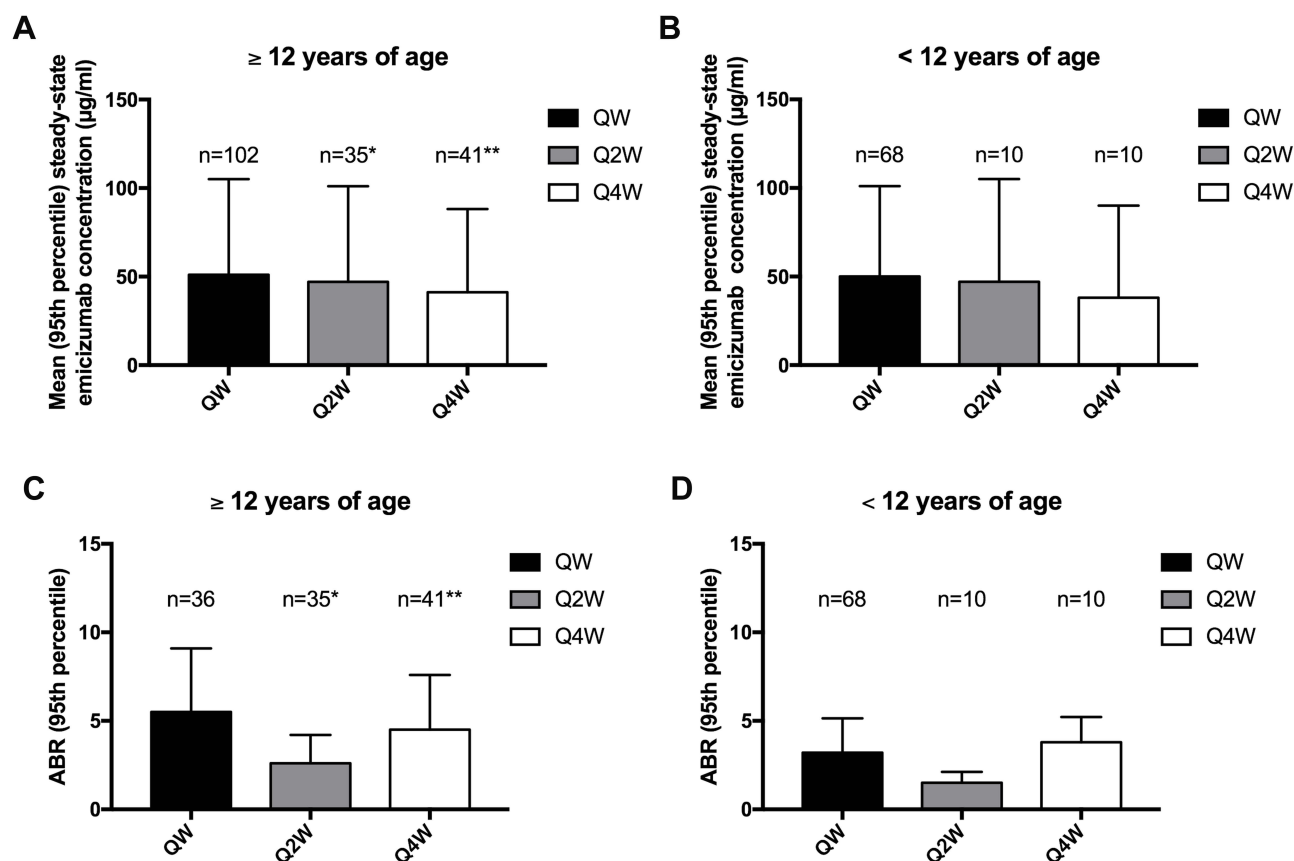 A
≥ 12 years of age
Mean (95th percentile) steady-state
emicizumab concentration (µg/ml)
150
100
50
0
n=102
n=35*
n=41**
QW
Q2W
Q4W
QW
Q2W
Q4W
B
< 12 years of age
Mean (95th percentile) steady-state
emicizumab concentration (µg/ml)
150
100
50
0
n=68
n=10
n=10
QW
Q2W
Q4W
QW
Q2W
Q4W
C
≥ 12 years of age
ABR (95th percentile)
15
10
5
0
n=36
n=35*
n=41**
QW
Q2W
Q4W
QW
Q2W
Q4W
D
< 12 years of age
ABR (95th percentile)
15
10
5
0
n=68
n=10
n=10
QW
Q2W
Q4W
QW
Q2W
Q4W